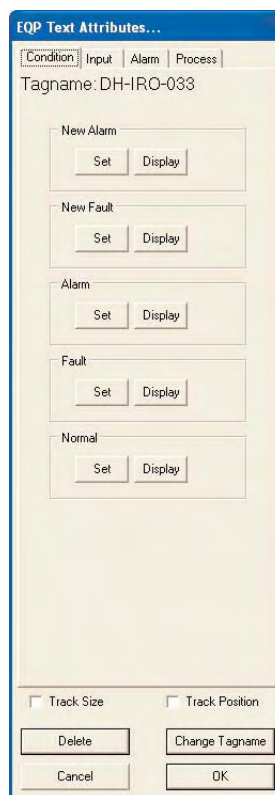 EQP Text Attributes...
Condition Input Alarm Process
Tagname: DH-IRO-033
New Alarm
Set Display
New Fault
Set Display
Alarm
Set Display
Fault
Set Display
Normal
Set Display
Track Size Track Position
Delete Change Tagname
Cancel OK